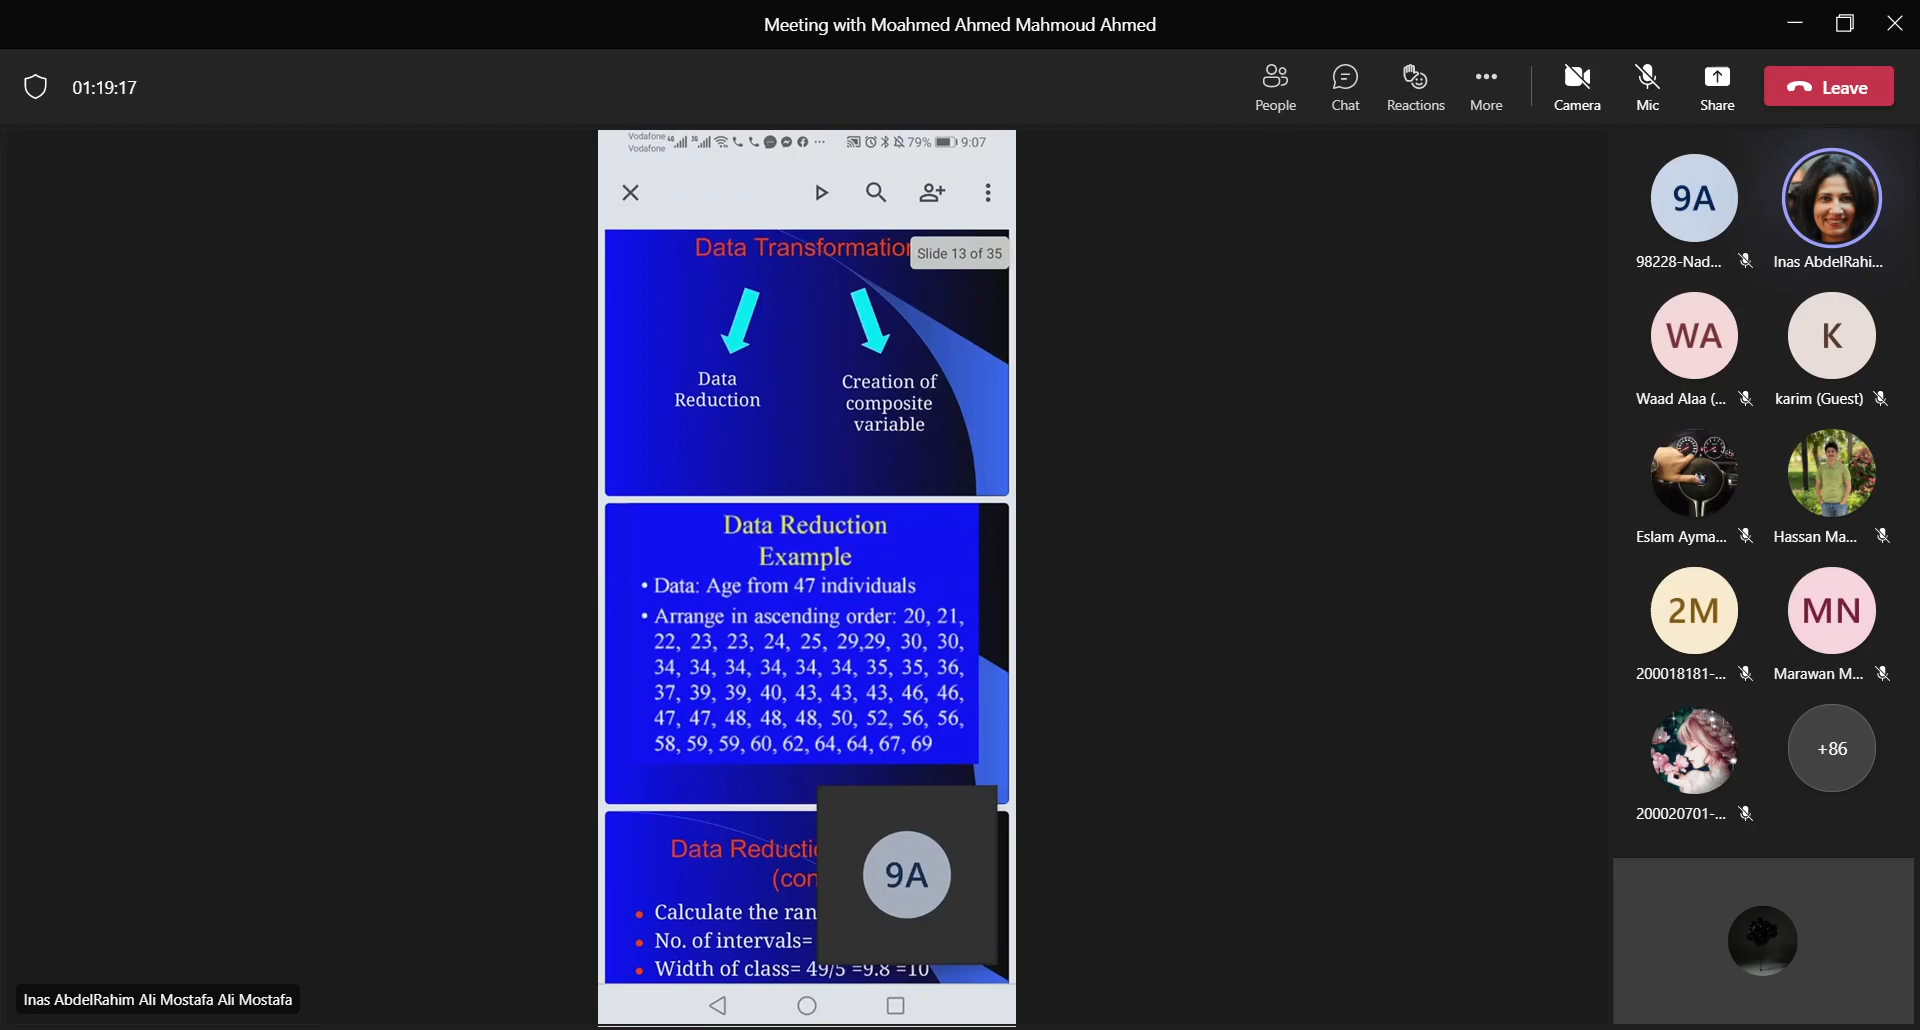 Meeting with Moahmed Ahmed Mahmoud Ahmed
01:19:17
People
Chat
Reactions
More
Camera
Mic
Share
Leave
Vodafone
Vodafone
4G
3G
79%
9:07
Data Transformation
Slide 13 of 35
Data
Reduction
Creation of
composite
variable
Data Reduction
Example
• Data: Age from 47 individuals
• Arrange in ascending order: 20, 21,
22, 23, 23, 24, 25, 29,29, 30, 30,
34, 34, 34, 34, 34, 34, 35, 35, 36,
37, 39, 39, 40, 43, 43, 43, 46, 46,
47, 47, 48, 48, 48, 50, 52, 56, 56,
58, 59, 59, 60, 62, 64, 64, 67, 69
Data Reducti
(con
• Calculate the ran
• No. of intervals=
• Width of class= 49/5 =9.8 =10
9A
9A
98228-Nad...
Inas AbdelRahi...
WA
Waad Alaa (...
K
karim (Guest)
Eslam Ayma...
Hassan Ma...
2M
200018181-...
MN
Marawan M...
200020701-...
+86
Inas AbdelRahim Ali Mostafa Ali Mostafa